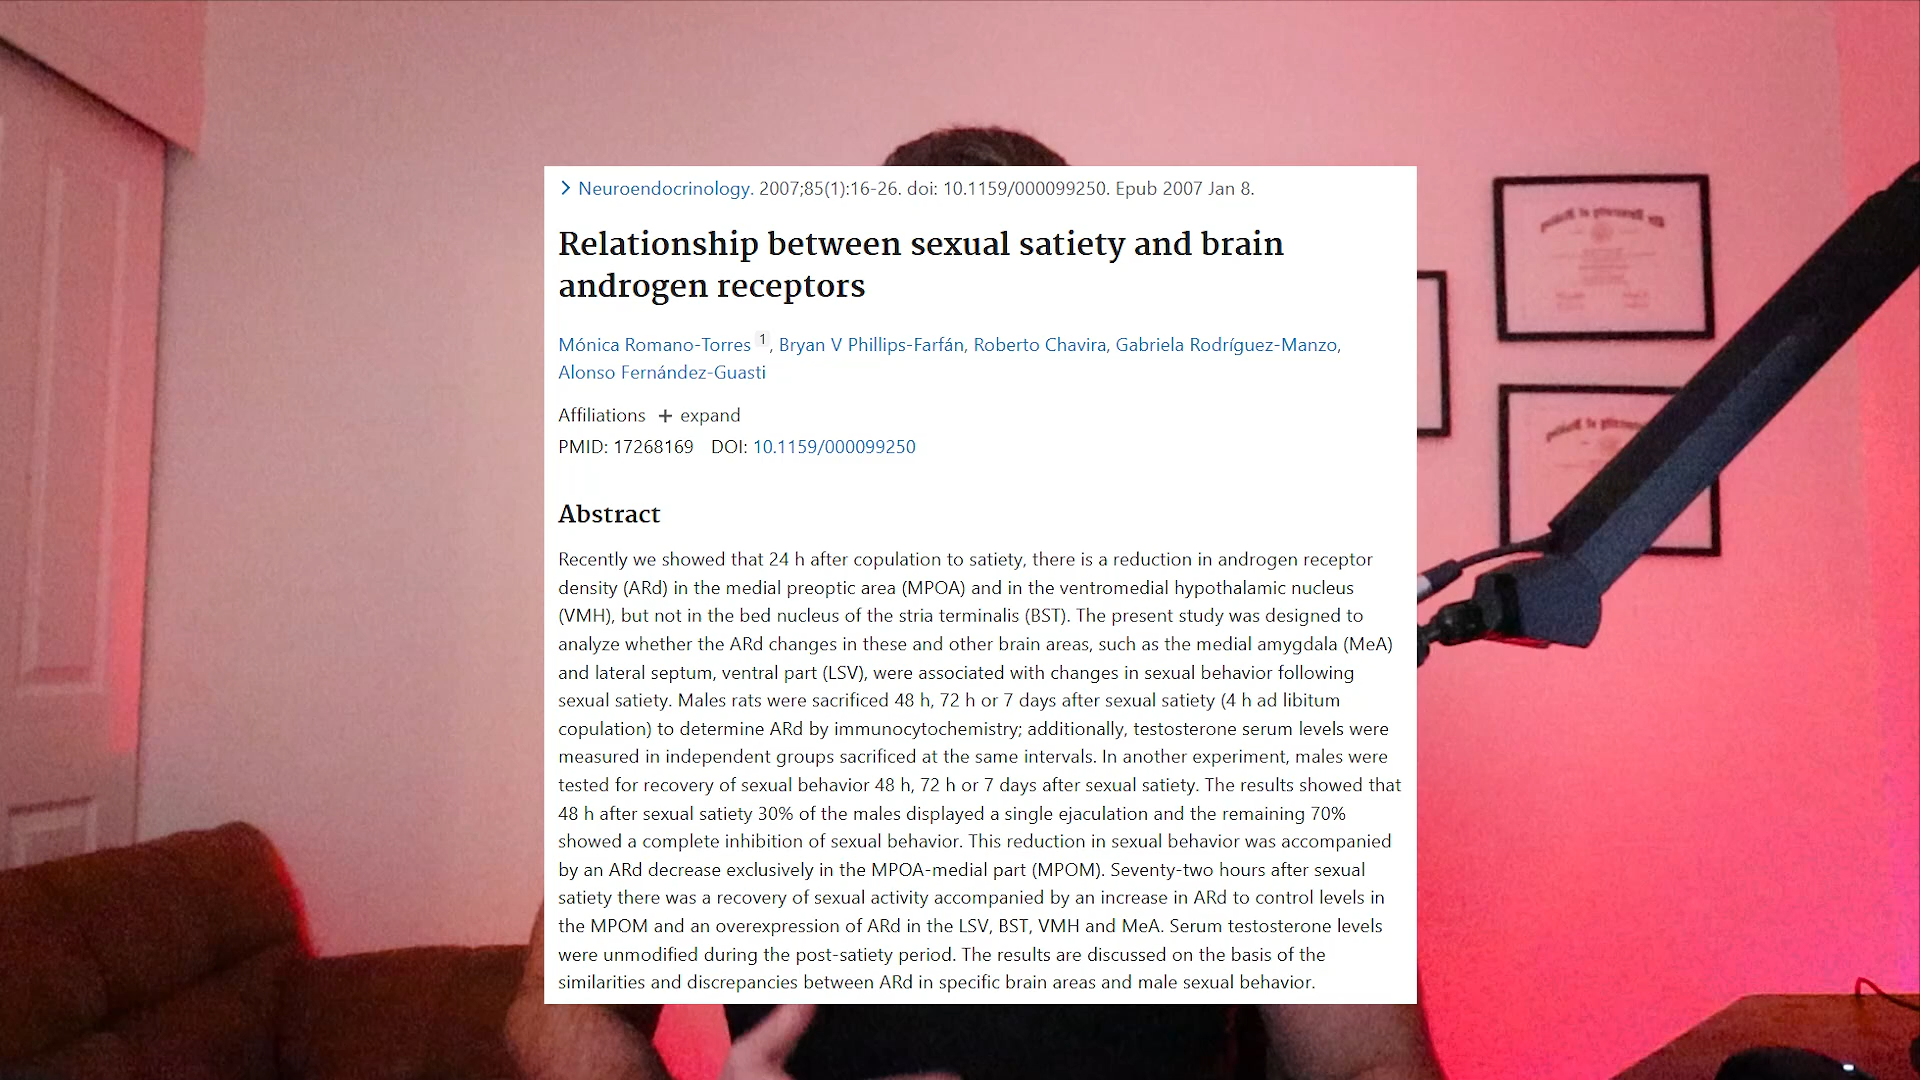 Neuroendocrinology. 2007;85(1):16-26. doi: 10.1159/000099250. Epub 2007 Jan 8.
Relationship between sexual satiety and brain
androgen receptors
Mónica Romano-Torres 1, Bryan V Phillips-Farfán, Roberto Chavira, Gabriela Rodríguez-Manzo,
Alonso Fernández-Guasti
Affiliations + expand
PMID: 17268169 DOI: 10.1159/000099250
Abstract
Recently we showed that 24 h after copulation to satiety, there is a reduction in androgen receptor
density (ARd) in the medial preoptic area (MPOA) and in the ventromedial hypothalamic nucleus
(VMH), but not in the bed nucleus of the stria terminalis (BST). The present study was designed to
analyze whether the ARd changes in these and other brain areas, such as the medial amygdala (MeA)
and lateral septum, ventral part (LSV), were associated with changes in sexual behavior following
sexual satiety. Males rats were sacrificed 48 h, 72 h or 7 days after sexual satiety (4 h ad libitum
copulation) to determine ARd by immunocytochemistry; additionally, testosterone serum levels were
measured in independent groups sacrificed at the same intervals. In another experiment, males were
tested for recovery of sexual behavior 48 h, 72 h or 7 days after sexual satiety. The results showed that
48 h after sexual satiety 30% of the males displayed a single ejaculation and the remaining 70%
showed a complete inhibition of sexual behavior. This reduction in sexual behavior was accompanied
by an ARd decrease exclusively in the MPOA-medial part (MPOM). Seventy-two hours after sexual
satiety there was a recovery of sexual activity accompanied by an increase in ARd to control levels in
the MPOM and an overexpression of ARd in the LSV, BST, VMH and MeA. Serum testosterone levels
were unmodified during the post-satiety period. The results are discussed on the basis of the
similarities and discrepancies between ARd in specific brain areas and male sexual behavior.